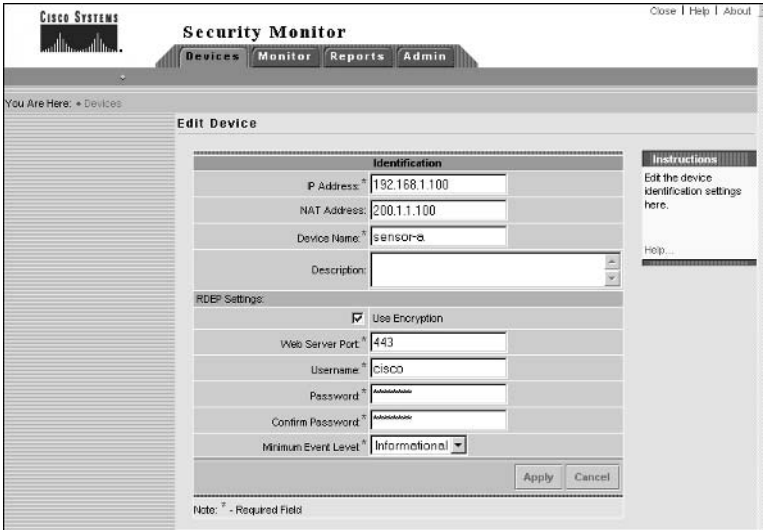 Close | Help | About
CISCO SYSTEMS
Security Monitor
Devices Monitor Reports Admin
You Are Here: • Devices
Edit Device
Identification
IP Address:* 192.168.1.100
NAT Address: 200.1.1.100
Device Name:* sensor-a
Description:
RDEP Settings:
Use Encryption
Web Server Port:* 443
Username:* cisco
Password:* ********
Confirm Password:* ********
Minimum Event Level:* Informational
Apply Cancel
Note: * - Required Field
Instructions
Edit the device
identification settings
here.
Help...